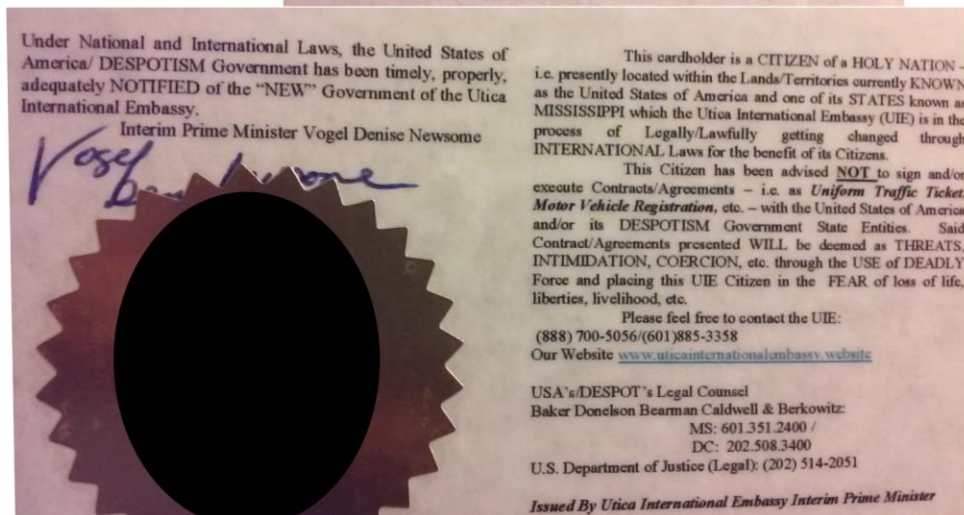 Under National and International Laws, the United States of
America/ DESPOTISM Government has been timely, properly,
adequately NOTIFIED of the "NEW" Government of the Utica
International Embassy.
Interim Prime Minister Vogel Denise Newsome
Vogel
Denise Newsome
This cardholder is a CITIZEN of a HOLY NATION –
i.e. presently located within the Lands/Territories currently KNOWN
as the United States of America and one of its STATES known as
MISSISSIPPI which the Utica International Embassy (UIE) is in the
process of Legally/Lawfully getting changed through
INTERNATIONAL Laws for the benefit of its Citizens.
This Citizen has been advised NOT to sign and/or
execute Contracts/Agreements – i.e. as Uniform Traffic Ticket,
Motor Vehicle Registration, etc. – with the United States of America
and/or its DESPOTISM Government State Entities. Said
Contract/Agreements presented WILL be deemed as THREATS,
INTIMIDATION, COERCION, etc. through the USE of DEADLY
Force and placing this UIE Citizen in the FEAR of loss of life,
liberties, livelihood, etc.
Please feel free to contact the UIE:
(888) 700-5056/(601)885-3358
Our Website www.uticainternationalembassy.website
USA's/DESPOT's Legal Counsel
Baker Donelson Bearman Caldwell & Berkowitz:
MS: 601.351.2400 /
DC: 202.508.3400
U.S. Department of Justice (Legal): (202) 514-2051
Issued By Utica International Embassy Interim Prime Minister